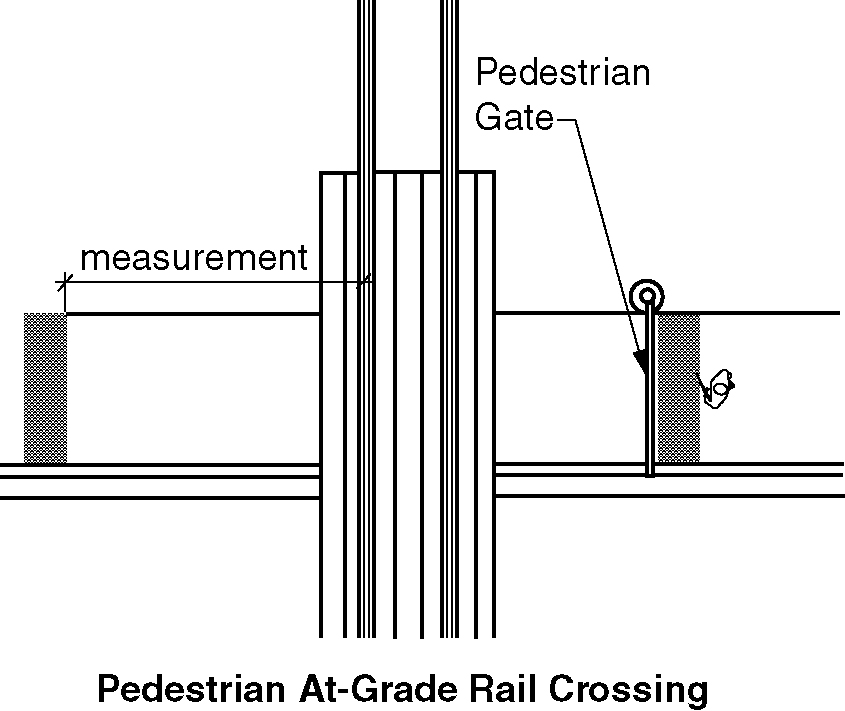 Pedestrian
Gate
measurement
Pedestrian At-Grade Rail Crossing